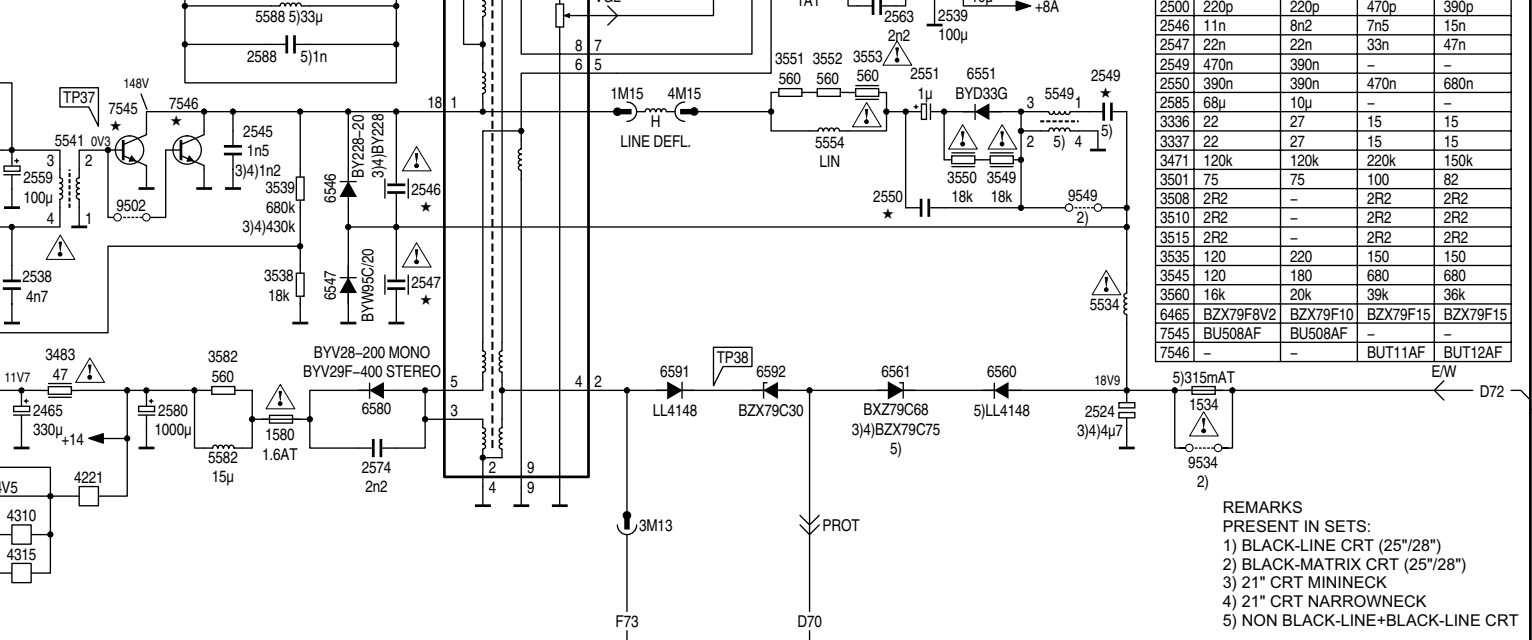 5588 5)33µ
2588 5)1n
148V
TP37
7545
★
7546
★
5541
0V3
3 2
4 1
2559
100µ
9502
2545
1n5
3)4)1n2
3539
680k
3)4)430k
3538
18k
2538
4n7
6546
BY228–20
3)4)BY228
2546
★
6547
BYW95C/20
2547
★
18 1
8 7
6 5
1M15 4M15
H
LINE DEFL.
2563
2n2
2539
100µ
+8A
3551 3552 3553
560 560 560
5554
LIN
2551
1µ
6551
BYD33G
3550 3549
18k 18k
2550
★
5549
3 1
2 5) 4
2549
★
5)
9549
2)
5534
3483
47
11V7
2465
330µ
+14
2580
1000µ
3582
560
5582
15µ
1580
1.6AT
BYV28–200 MONO
BYV29F–400 STEREO
6580
2574
2n2
5
3
4 2
2 9
4 9
4221
4310
4315
6591
LL4148
TP38
6592
BZX79C30
6561
BXZ79C68
3)4)BZX79C75
5)
6560
5)LL4148
18V9
2524
3)4)4µ7
5)315mAT
1534
9534
2)
E/W
D72
3M13
PROT
F73
D70
2500 220p 220p 470p 390p
2546 11n 8n2 7n5 15n
2547 22n 22n 33n 47n
2549 470n 390n – –
2550 390n 390n 470n 680n
2585 68µ 10µ – –
3336 22 27 15 15
3337 22 27 15 15
3471 120k 120k 220k 150k
3501 75 75 100 82
3508 2R2 – 2R2 2R2
3510 2R2 – 2R2 2R2
3515 2R2 – 2R2 2R2
3535 120 220 150 150
3545 120 180 680 680
3560 16k 20k 39k 36k
6465 BZX79F8V2 BZX79F10 BZX79F15 BZX79F15
7545 BU508AF BU508AF – –
7546 – – BUT11AF BUT12AF
REMARKS
PRESENT IN SETS:
1) BLACK-LINE CRT (25"/28")
2) BLACK-MATRIX CRT (25"/28")
3) 21" CRT MININECK
4) 21" CRT NARROWNECK
5) NON BLACK-LINE+BLACK-LINE CRT